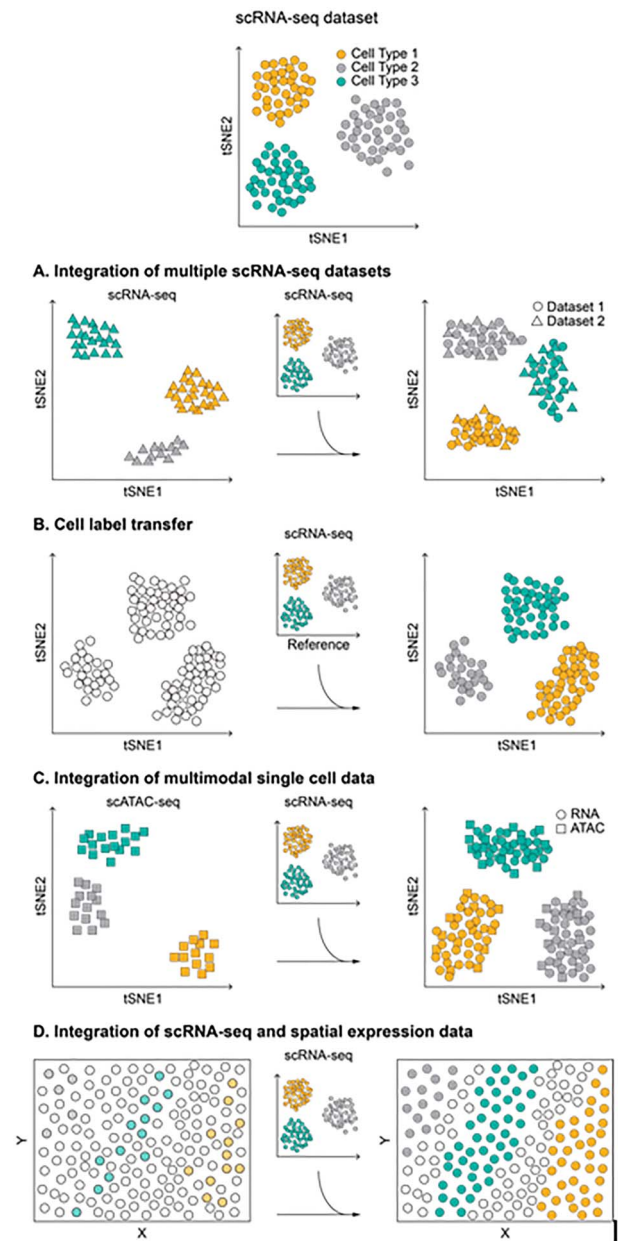 scRNA-seq dataset
Cell Type 1
Cell Type 2
Cell Type 3
tSNE2
tSNE1
A. Integration of multiple scRNA-seq datasets
scRNA-seq
scRNA-seq
Dataset 1
Dataset 2
tSNE2
tSNE2
tSNE1
tSNE1
B. Cell label transfer
scRNA-seq
tSNE2
Reference
tSNE2
tSNE1
tSNE1
C. Integration of multimodal single cell data
scATAC-seq
scRNA-seq
RNA
ATAC
tSNE2
tSNE2
tSNE1
tSNE1
D. Integration of scRNA-seq and spatial expression data
scRNA-seq
Y
Y
X
X